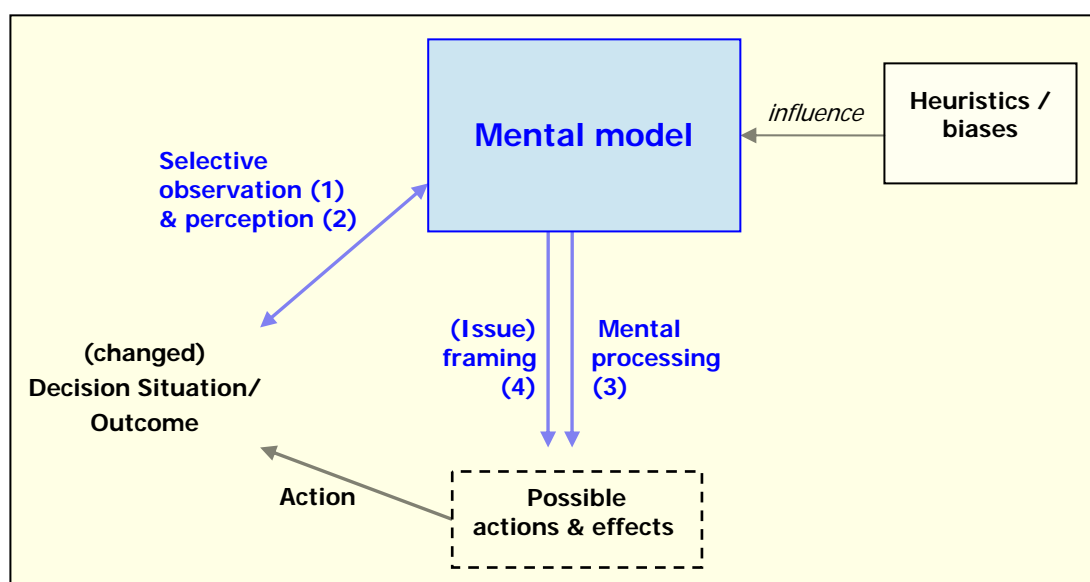 Mental model
influence
Heuristics /
biases
Selective
observation (1)
& perception (2)
(Issue)
framing
(4)
Mental
processing
(3)
(changed)
Decision Situation/
Outcome
Action
Possible
actions & effects